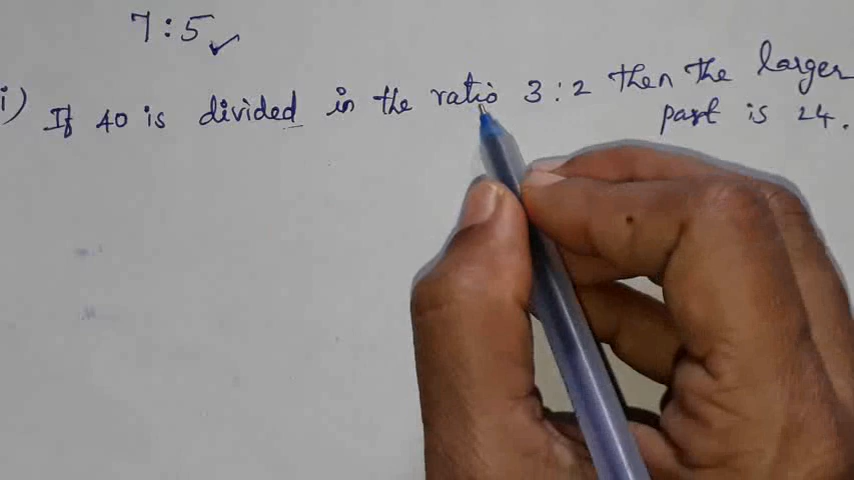 7:5 ✓
i) If 40 is divided in the ratio 3:2 then the larger
part is 24.